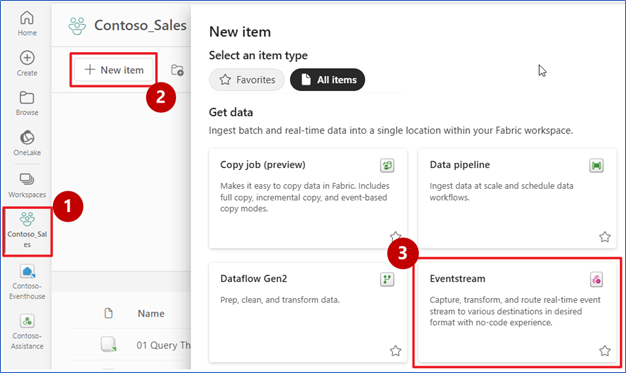 Home
Create
Browse
OneLake
Workspaces
1
Contoso_Sal
es
Contoso-
Eventhouse
Contoso-
Assistance
Contoso_Sales
+ New item
2
Name
01 Query Th
New item
Select an item type
Favorites
All items
Get data
Ingest batch and real-time data into a single location within your Fabric workspace.
Copy job (preview)
Makes it easy to copy data in Fabric. Includes
full copy, incremental copy, and event-based
copy modes.
Data pipeline
Ingest data at scale and schedule data
workflows.
Dataflow Gen2
Prep, clean, and transform data.
3
Eventstream
Capture, transform, and route real-time event
stream to various destinations in desired
format with no-code experience.